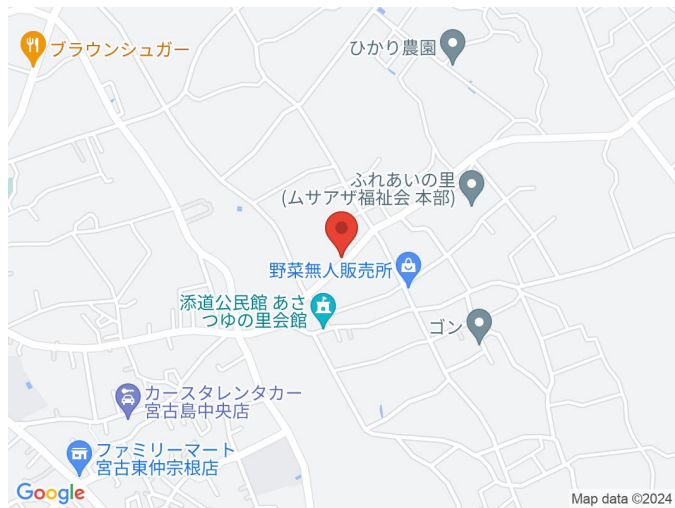 ブラウンシュガー
ひかり農園
ふれあいの里
(ムサアザ福祉会 本部)
野菜無人販売所
添道公民館 あさ
つゆの里会館
ゴン
カースタレンタカー
宮古島中央店
ファミリーマート
宮古東仲宗根店
Google
Map data ©2024